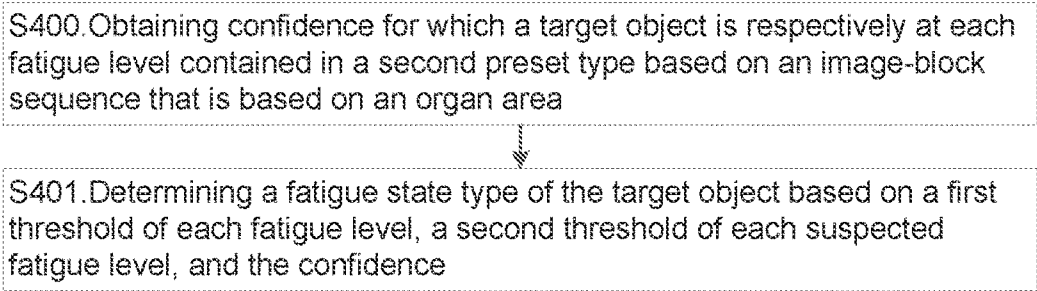 S400.Obtaining confidence for which a target object is respectively at each
fatigue level contained in a second preset type based on an image-block
sequence that is based on an organ area
S401.Determining a fatigue state type of the target object based on a first
threshold of each fatigue level, a second threshold of each suspected
fatigue level, and the confidence